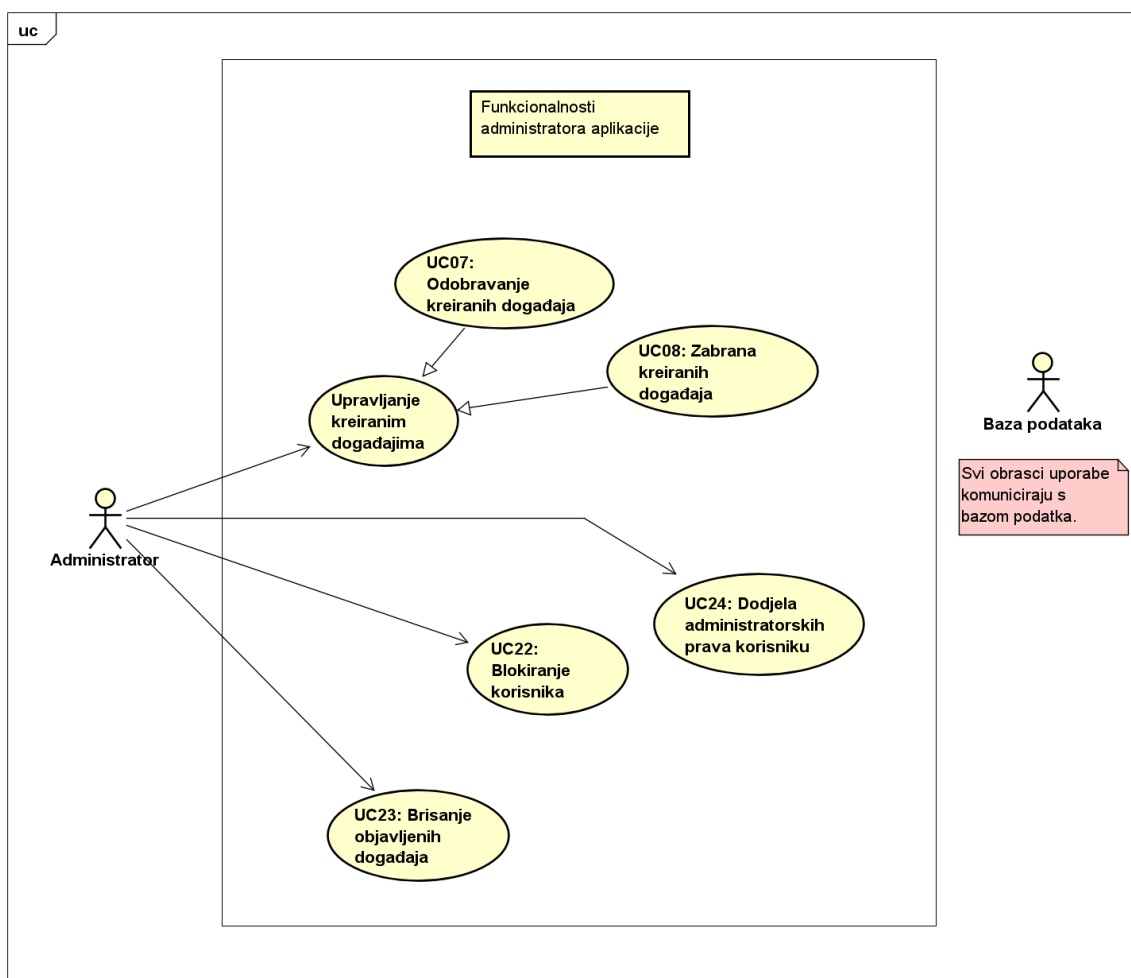 uc
Funkcionalnosti
administratora aplikacije
UC07:
Odobravanje
kreiranih događaja
UC08: Zabrana
kreiranih
događaja
Upravljanje
kreiranim
događajima
Baza podataka
Svi obrasci uporabe
komuniciraju s
bazom podatka.
Administrator
UC24: Dodjela
administratorskih
prava korisniku
UC22:
Blokiranje
korisnika
UC23: Brisanje
objavljenih
događaja